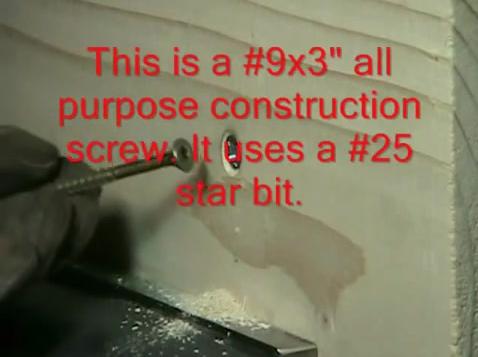 This is a #9x3" all
purpose construction
screw. It uses a #25
star bit.